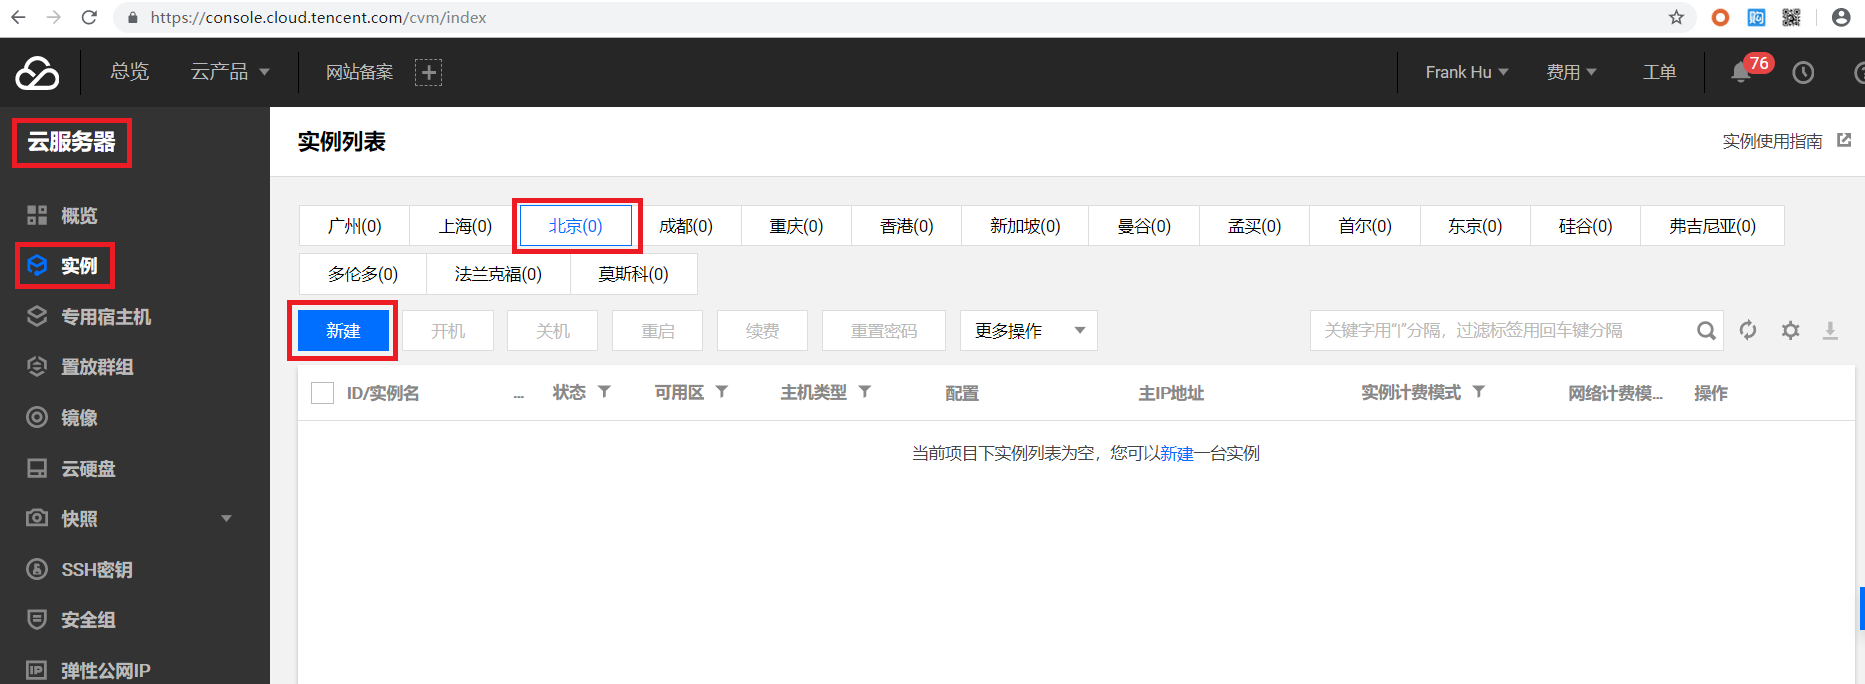 https://console.cloud.tencent.com/cvm/index
购
总览 云产品 网站备案 Frank Hu 费用 工单 76
云服务器
概览
实例
专用宿主机
置放群组
镜像
云硬盘
快照
SSH密钥
安全组
IP 弹性公网IP
实例列表 实例使用指南
广州(0) 上海(0) 北京(0) 成都(0) 重庆(0) 香港(0) 新加坡(0) 曼谷(0) 孟买(0) 首尔(0) 东京(0) 硅谷(0) 弗吉尼亚(0)
多伦多(0) 法兰克福(0) 莫斯科(0)
新建 开机 关机 重启 续费 重置密码 更多操作 关键字用“|”分隔，过滤标签用回车键分隔
ID/实例名 ... 状态 可用区 主机类型 配置 主IP地址 实例计费模式 网络计费模... 操作
当前项目下实例列表为空，您可以新建一台实例